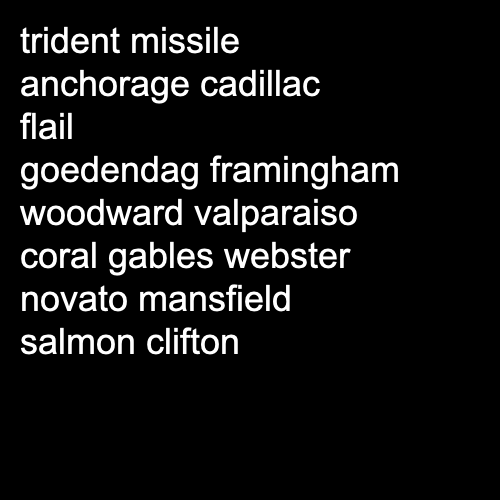 trident missile
anchorage cadillac
flail
goedendag framingham
woodward valparaiso
coral gables webster
novato mansfield
salmon clifton